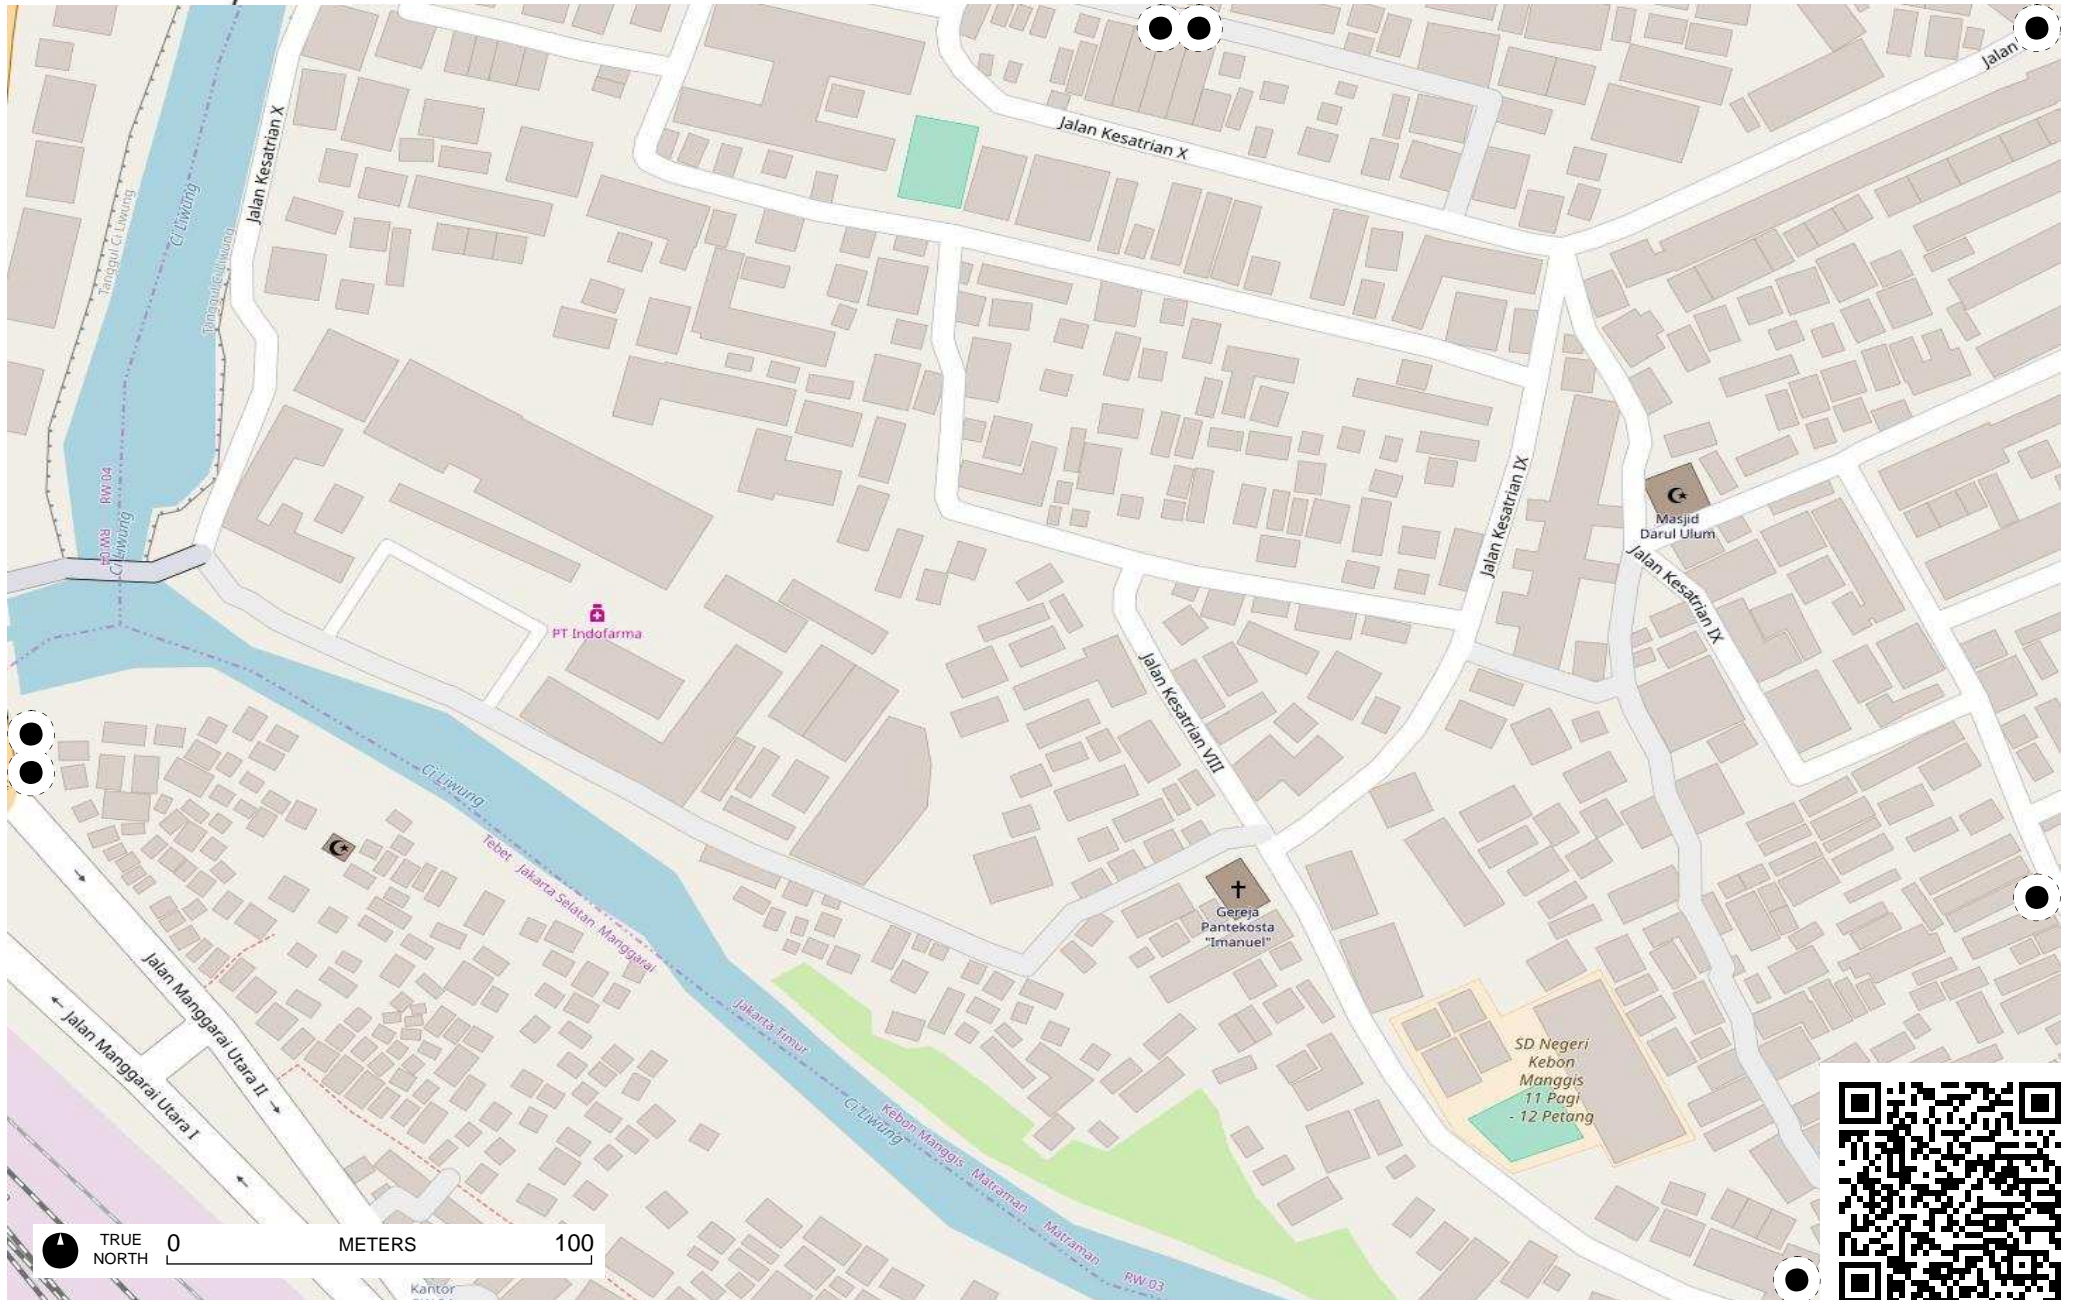 Jalan
Jalan Kesatrian X
Jalan Kesatrian X
Ci Liwung
Tanggul Ci Liwung
Tanggul Ci Liwung
Jalan Kesatrian IX
RW 04
RW 04
Ci Liwung
Masjid
Darul Ulum
Jalan Kesatrian IX
PT Indofarma
Jalan Kesatrian VIII
Ci Liwung
Tebet Jakarta Selatan Manggarai
Gereja
Pantekosta
"Imanuel"
Jalan Manggarai Utara II
Jalan Manggarai Utara I
Jakarta Timur
SD Negeri
Kebon
Manggis
11 Pagi
- 12 Petang
Ci Liwung
Kebon Manggis Matraman
Matraman
RW 03
TRUE
NORTH
0 METERS 100
Kantor